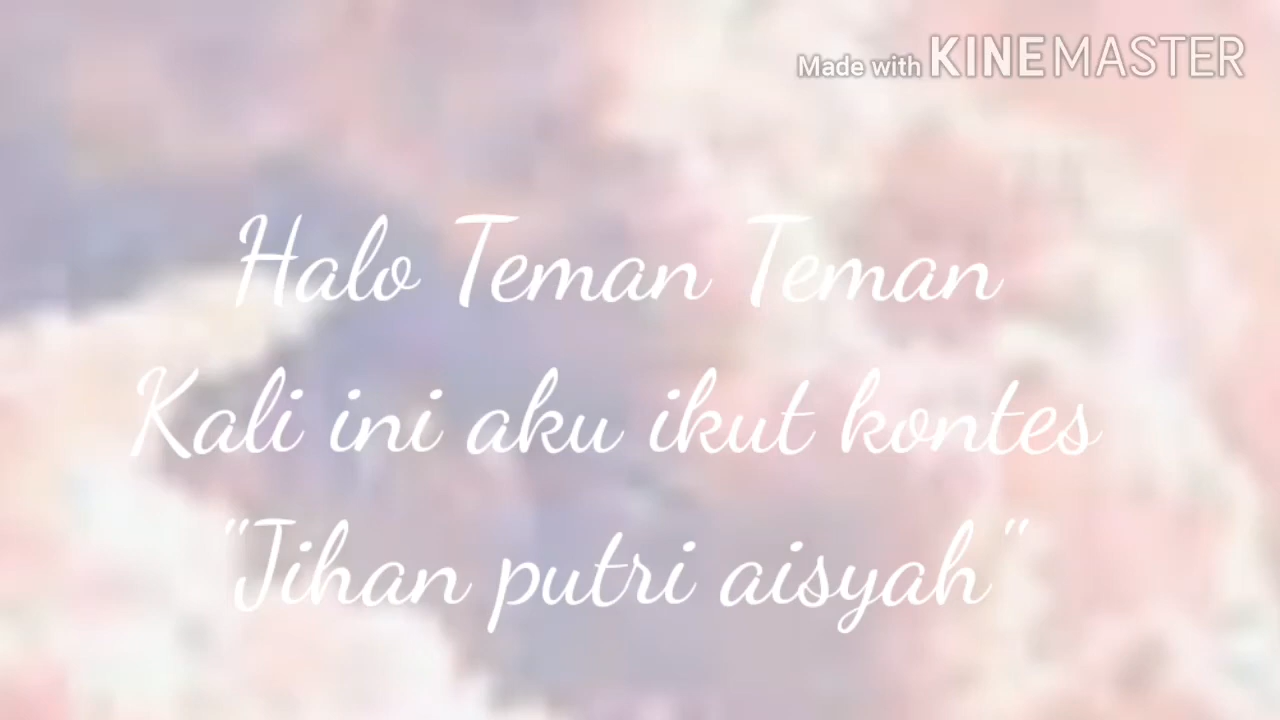 Made with KINEMASTER
Halo Teman Teman
Kali ini aku ikut kontes
"Jihan putri aisyah"